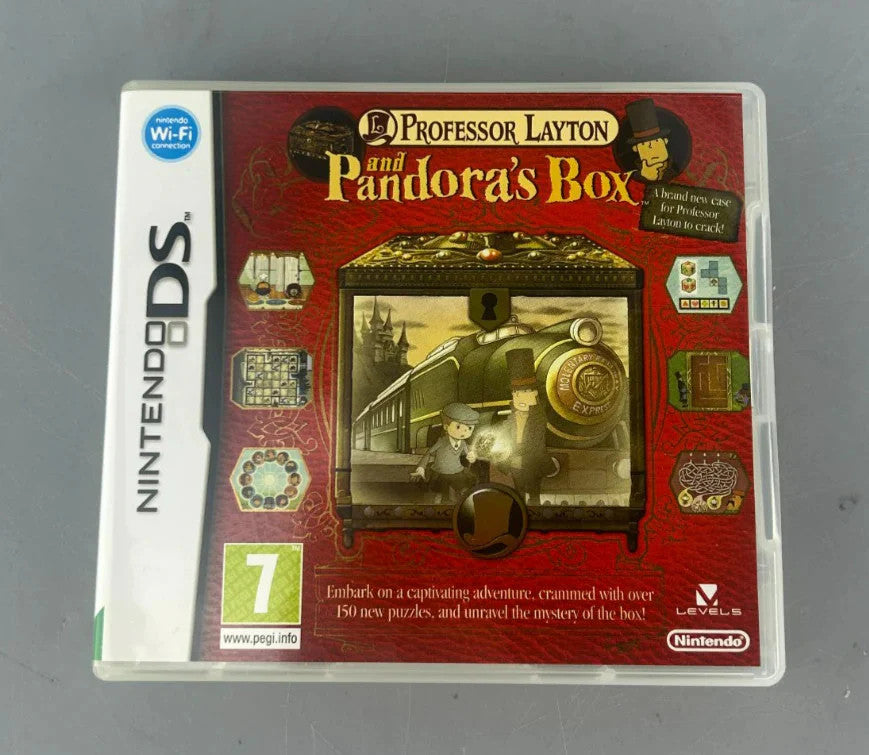 nintendo
Wi-Fi
connection
NINTENDO DS™
L
PROFESSOR LAYTON
and
Pandora's Box™
A brand new case
for Professor
Layton to crack!
EXPRESS
7
www.pegi.info
Embark on a captivating adventure, crammed with over
150 new puzzles, and unravel the mystery of the box!
LEVEL5
Nintendo